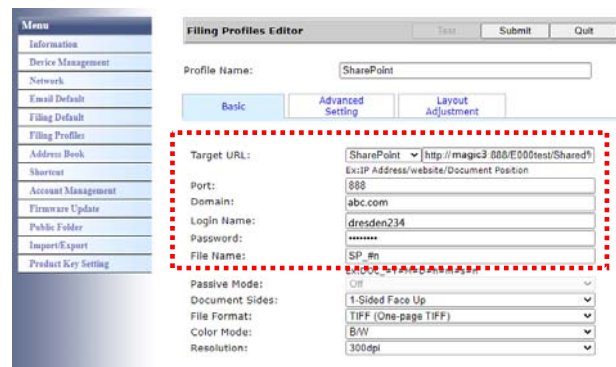 Menu
Information
Device Management
Network
Email Default
Filing Default
Filing Profiles
Address Book
Shortcut
Account Management
Firmware Update
Public Folder
Import/Export
Product Key Setting
Filing Profiles Editor
Test Submit Quit
Profile Name: SharePoint
Basic
Advanced Setting
Layout Adjustment
Target URL: SharePoint http://magic3.888/E000test/Shared
Ex:IP Address/website/Document Position
Port: 888
Domain: abc.com
Login Name: dresden234
Password: ••••••••
File Name: SP_#n
Passive Mode: Off
Document Sides: 1-Sided Face Up
File Format: TIFF (One-page TIFF)
Color Mode: B/W
Resolution: 300dpi